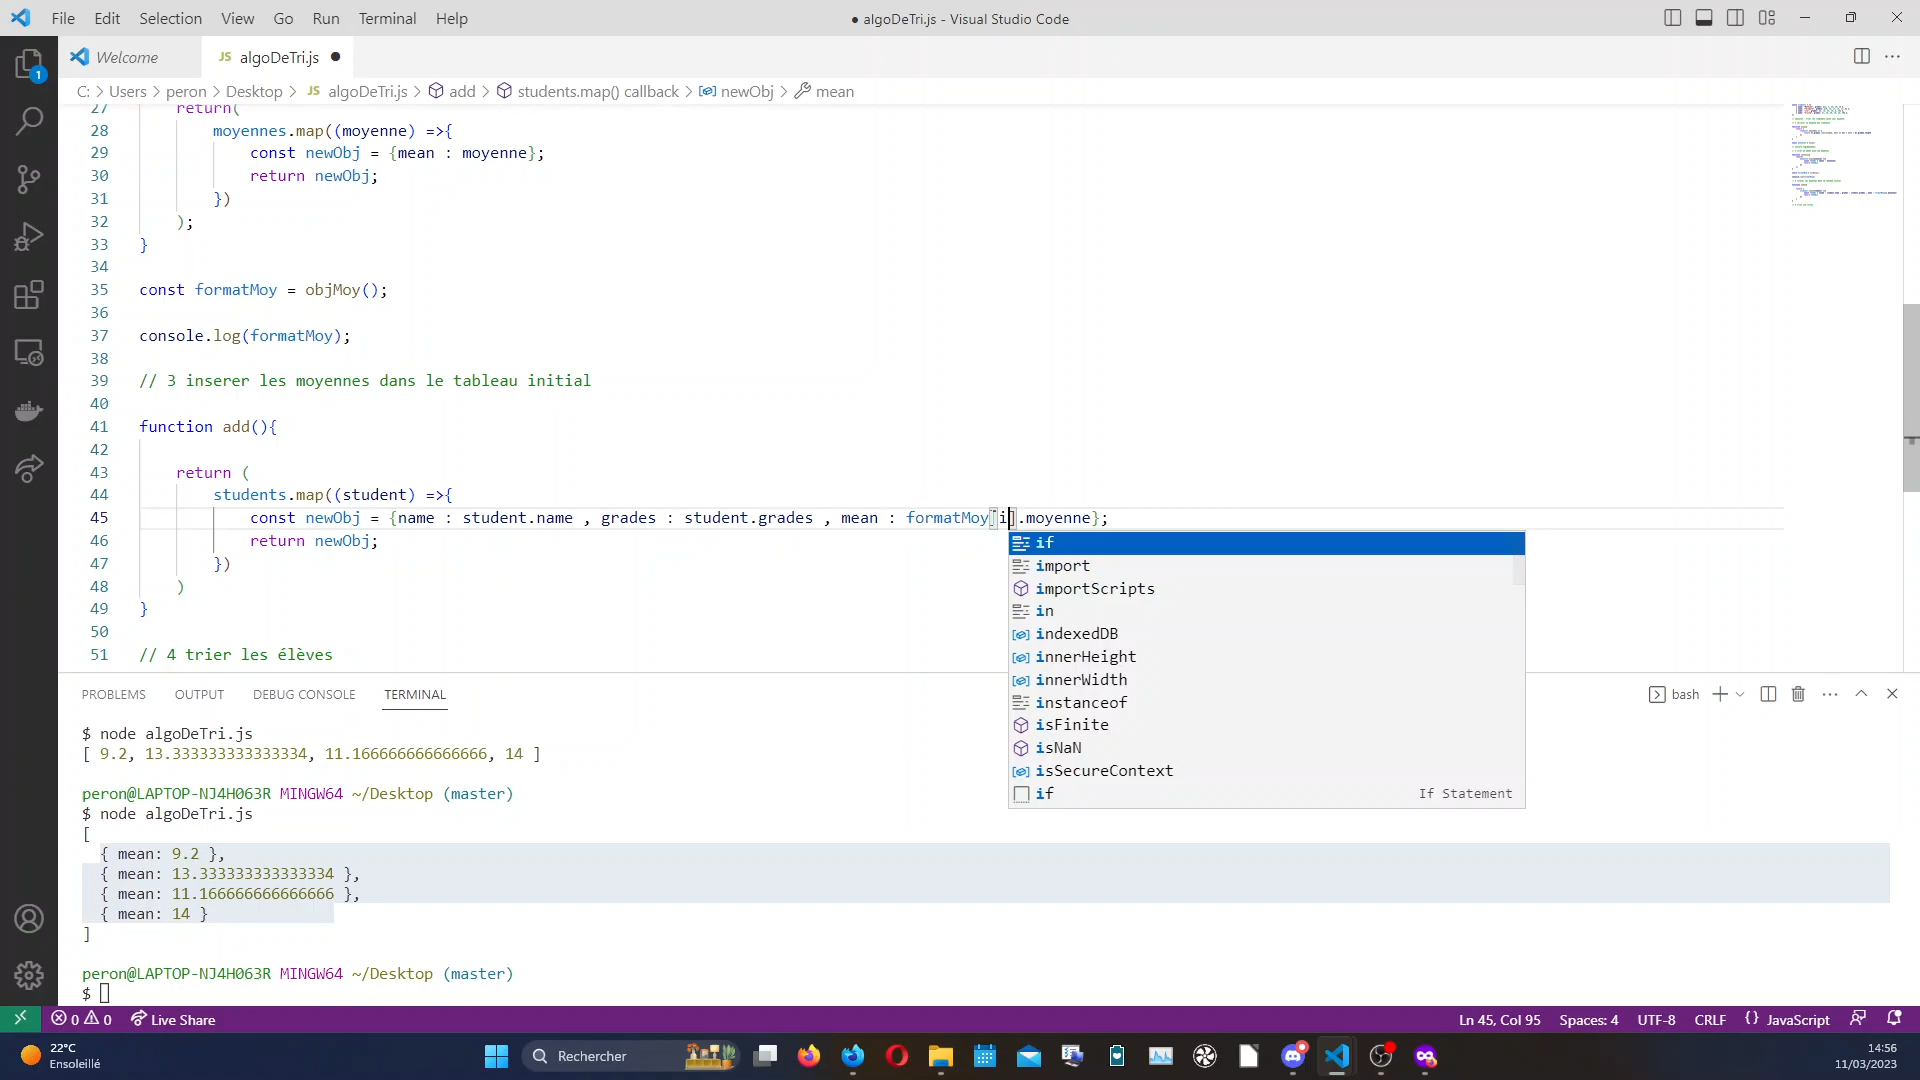 File Edit Selection View Go Run Terminal Help
● algoDeTri.js - Visual Studio Code
Welcome
JS algoDeTri.js ●
C: > Users > peron > Desktop > JS algoDeTri.js > add > students.map() callback > newObj > mean
27 return(
28 moyennes.map((moyenne) =>{
29 const newObj = {mean : moyenne};
30 return newObj;
31 })
32 );
33 }
34
35 const formatMoy = objMoy();
36
37 console.log(formatMoy);
38
39 // 3 inserer les moyennes dans le tableau initial
40
41 function add(){
42
43 return (
44 students.map((student) =>{
45 const newObj = {name : student.name , grades : student.grades , mean : formatMoy[i].moyenne};
46 return newObj;
47 })
48 )
49 }
50
51 // 4 trier les élèves
if
import
importScripts
in
indexedDB
innerHeight
innerWidth
instanceof
isFinite
isNaN
isSecureContext
if If Statement
PROBLEMS OUTPUT DEBUG CONSOLE TERMINAL
bash
$ node algoDeTri.js
[ 9.2, 13.333333333333334, 11.166666666666666, 14 ]
peron@LAPTOP-NJ4H063R MINGW64 ~/Desktop (master)
$ node algoDeTri.js
[
{ mean: 9.2 },
{ mean: 13.333333333333334 },
{ mean: 11.166666666666666 },
{ mean: 14 }
]
peron@LAPTOP-NJ4H063R MINGW64 ~/Desktop (master)
$
1
0 0 Live Share
Ln 45, Col 95 Spaces: 4 UTF-8 CRLF {} JavaScript
22°C
Ensoleillé
Rechercher
14:56
11/03/2023